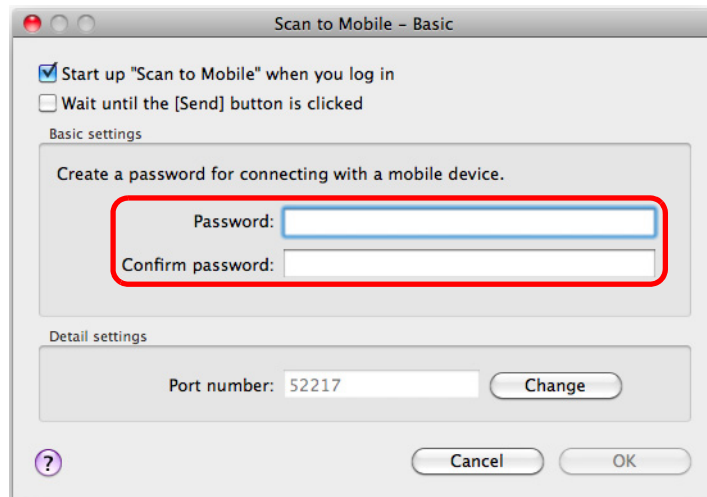 Scan to Mobile – Basic
Start up "Scan to Mobile" when you log in
Wait until the [Send] button is clicked
Basic settings
Create a password for connecting with a mobile device.
Password:
Confirm password:
Detail settings
Port number: 52217 Change
? Cancel OK